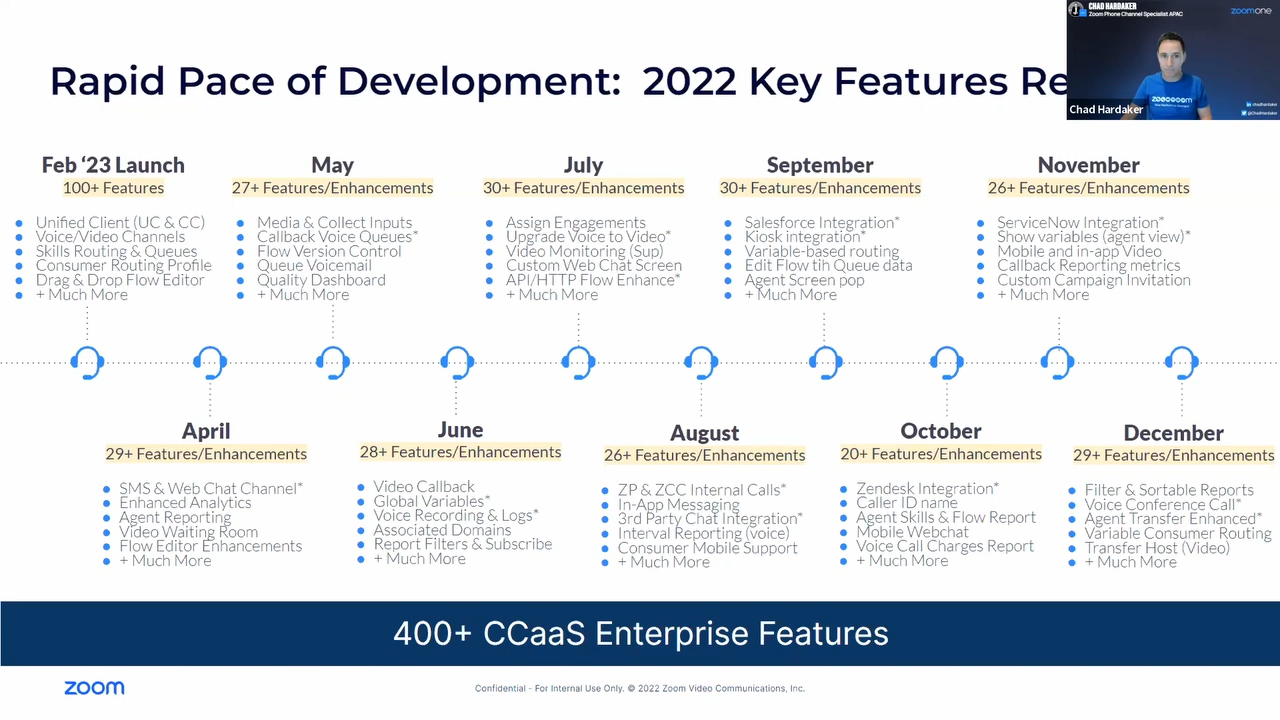 CHAD HARDAKER
Zoom Phone Channel Specialist APAC
zoomone
Rapid Pace of Development: 2022 Key Features Re
Chad Hardaker
chadhardaker
@ChadHardaker
Feb ‘23 Launch
100+ Features
Unified Client (UC & CC)
Voice/Video Channels
Skills Routing & Queues
Consumer Routing Profile
Drag & Drop Flow Editor
+ Much More
May
27+ Features/Enhancements
Media & Collect Inputs
Callback Voice Queues*
Flow Version Control
Queue Voicemail
Quality Dashboard
+ Much More
July
30+ Features/Enhancements
Assign Engagements
Upgrade Voice to Video*
Video Monitoring (Sup)
Custom Web Chat Screen
API/HTTP Flow Enhance*
+ Much More
September
30+ Features/Enhancements
Salesforce Integration*
Kiosk integration*
Variable-based routing
Edit Flow tih Queue data
Agent Screen pop
+ Much More
November
26+ Features/Enhancements
ServiceNow Integration*
Show variables (agent view)*
Mobile and in-app Video
Callback Reporting metrics
Custom Campaign Invitation
+ Much More
April
29+ Features/Enhancements
SMS & Web Chat Channel*
Enhanced Analytics
Agent Reporting
Video Waiting Room
Flow Editor Enhancements
+ Much More
June
28+ Features/Enhancements
Video Callback
Global Variables*
Voice Recording & Logs*
Associated Domains
Report Filters & Subscribe
+ Much More
August
26+ Features/Enhancements
ZP & ZCC Internal Calls*
In-App Messaging
3rd Party Chat Integration*
Interval Reporting (voice)
Consumer Mobile Support
+ Much More
October
20+ Features/Enhancements
Zendesk Integration*
Caller ID name
Agent Skills & Flow Report
Mobile Webchat
Voice Call Charges Report
+ Much More
December
29+ Features/Enhancements
Filter & Sortable Reports
Voice Conference Call*
Agent Transfer Enhanced*
Variable Consumer Routing
Transfer Host (Video)
+ Much More
400+ CCaaS Enterprise Features
zoom
Confidential - For Internal Use Only. © 2022 Zoom Video Communications, Inc.